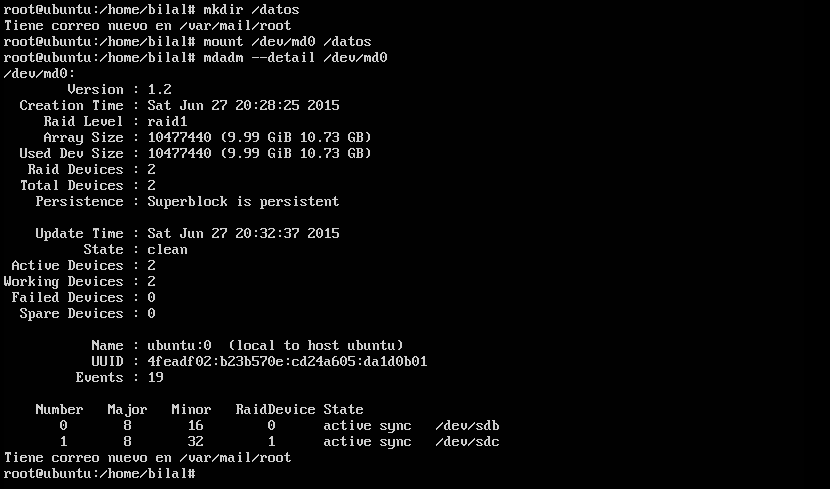 root@ubuntu:/home/bilal# mkdir /datos
Tiene correo nuevo en /var/mail/root
root@ubuntu:/home/bilal# mount /dev/md0 /datos
root@ubuntu:/home/bilal# mdadm --detail /dev/md0
/dev/md0:
        Version : 1.2
  Creation Time : Sat Jun 27 20:28:25 2015
     Raid Level : raid1
     Array Size : 10477440 (9.99 GiB 10.73 GB)
  Used Dev Size : 10477440 (9.99 GiB 10.73 GB)
   Raid Devices : 2
  Total Devices : 2
    Persistence : Superblock is persistent

    Update Time : Sat Jun 27 20:32:37 2015
          State : clean
 Active Devices : 2
Working Devices : 2
 Failed Devices : 0
  Spare Devices : 0

           Name : ubuntu:0  (local to host ubuntu)
           UUID : 4feadf02:b23b570e:cd24a605:da1d0b01
         Events : 19

    Number   Major   Minor   RaidDevice State
       0       8       16        0      active sync   /dev/sdb
       1       8       32        1      active sync   /dev/sdc
Tiene correo nuevo en /var/mail/root
root@ubuntu:/home/bilal#